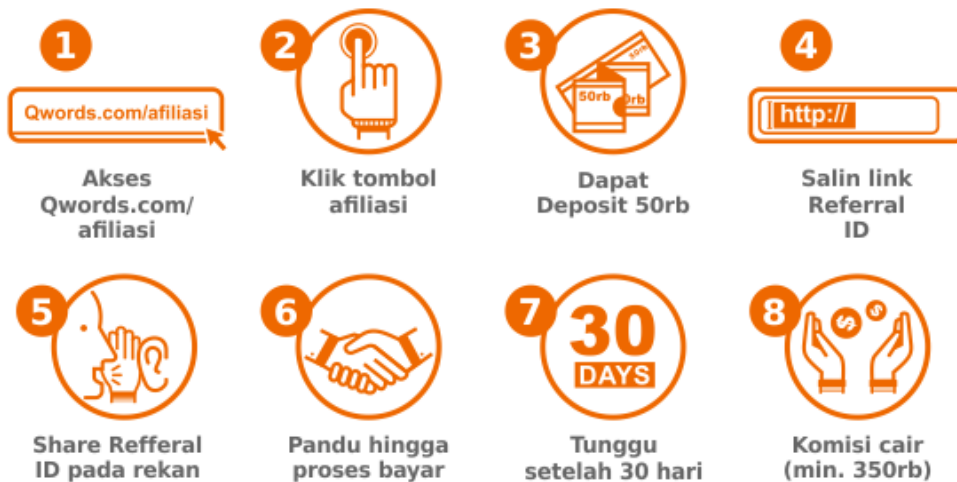 1
Qwords.com/afiliasi
Akses
Qwords.com/
afiliasi
2
Klik tombol
afiliasi
3
50rb
50rb
Dapat
Deposit 50rb
4
http://
Salin link
Referral
ID
5
Share Refferal
ID pada rekan
6
Pandu hingga
proses bayar
7
30
DAYS
Tunggu
setelah 30 hari
8
$
$
Komisi cair
(min. 350rb)